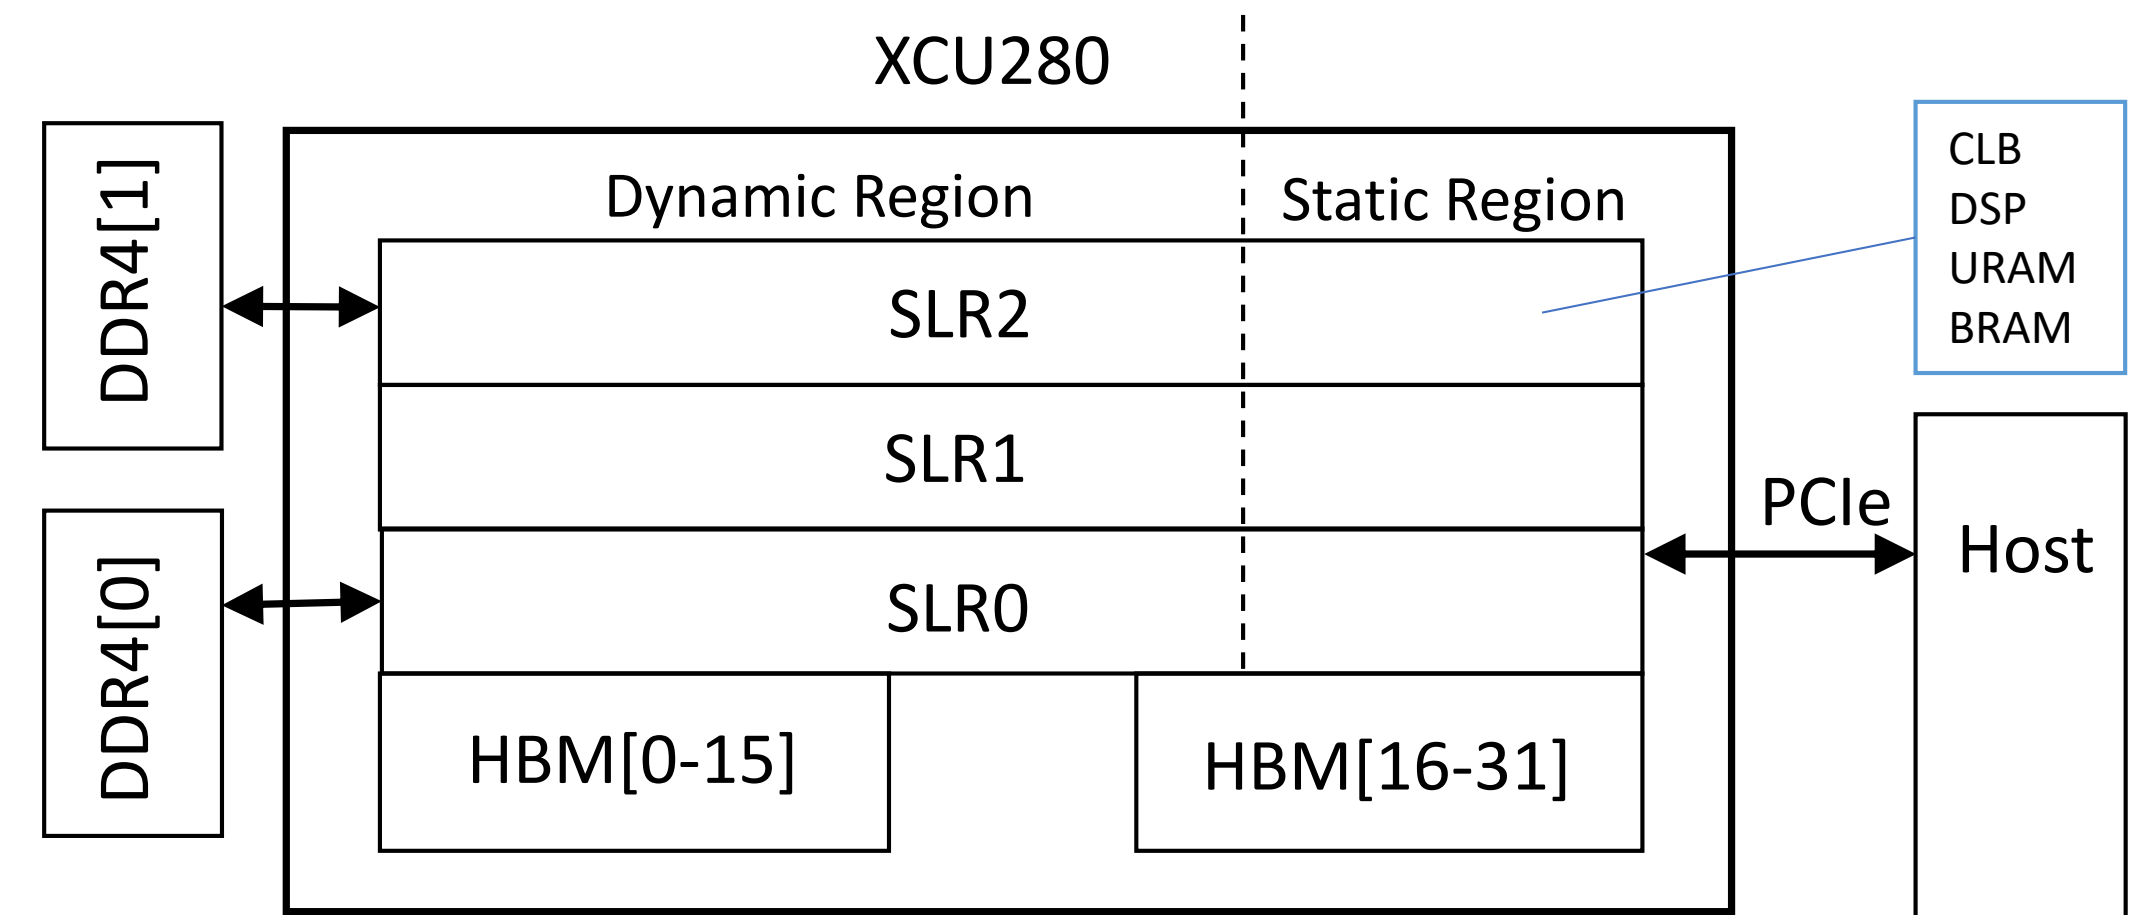 XCU280
Dynamic Region
Static Region
DDR4[1]
DDR4[0]
SLR2
SLR1
SLR0
HBM[0-15]
HBM[16-31]
CLB
DSP
URAM
BRAM
PCIe
Host